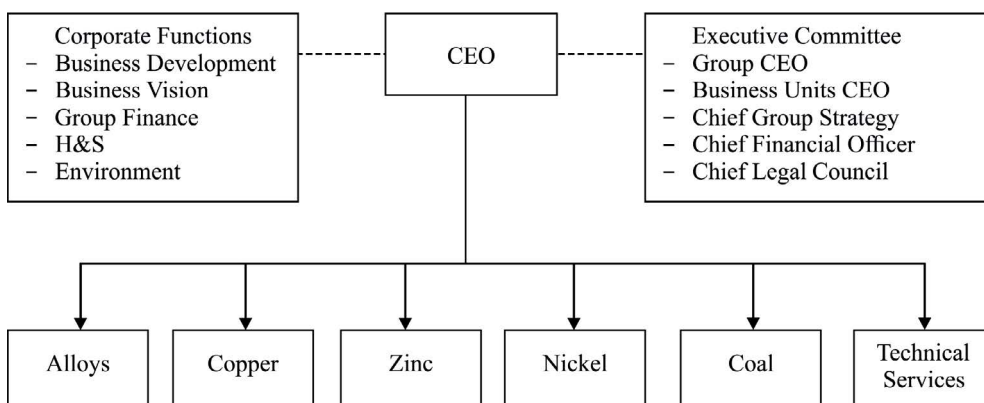 Corporate Functions
– Business Development
– Business Vision
– Group Finance
– H&S
– Environment
CEO
Executive Committee
– Group CEO
– Business Units CEO
– Chief Group Strategy
– Chief Financial Officer
– Chief Legal Council
Alloys
Copper
Zinc
Nickel
Coal
Technical
Services